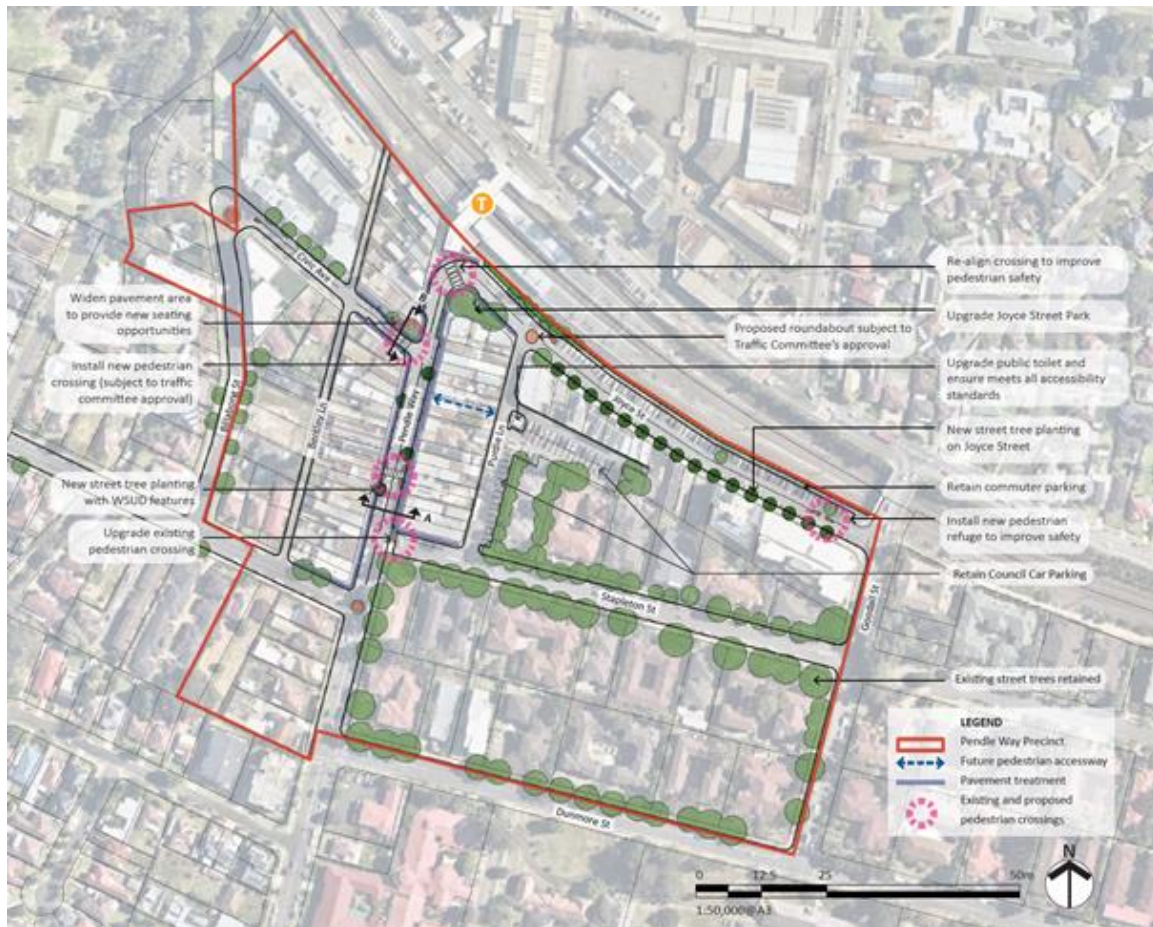 T
Re-align crossing to improve
pedestrian safety
Civic Ave
B
Widen pavement area
to provide new seating
opportunities
Upgrade Joyce Street Park
Proposed roundabout subject to
Traffic Committee's approval
Install new pedestrian
crossing (subject to traffic
committee approval)
Upgrade public toilet and
ensure meets all accessibility
standards
Joyce St
Pendle Way
New street tree planting
on Joyce Street
New street tree planting
with WSUD features
Retain commuter parking
A
Upgrade existing
pedestrian crossing
Install new pedestrian
refuge to improve safety
Retain Council Car Parking
Stapleton St
Existing street trees retained
LEGEND
Pendle Way Precinct
Future pedestrian accessway
Pavement treatment
Existing and proposed
pedestrian crossings
Dunmore St
N
0 12.5 25 50m
1:50,000@A3